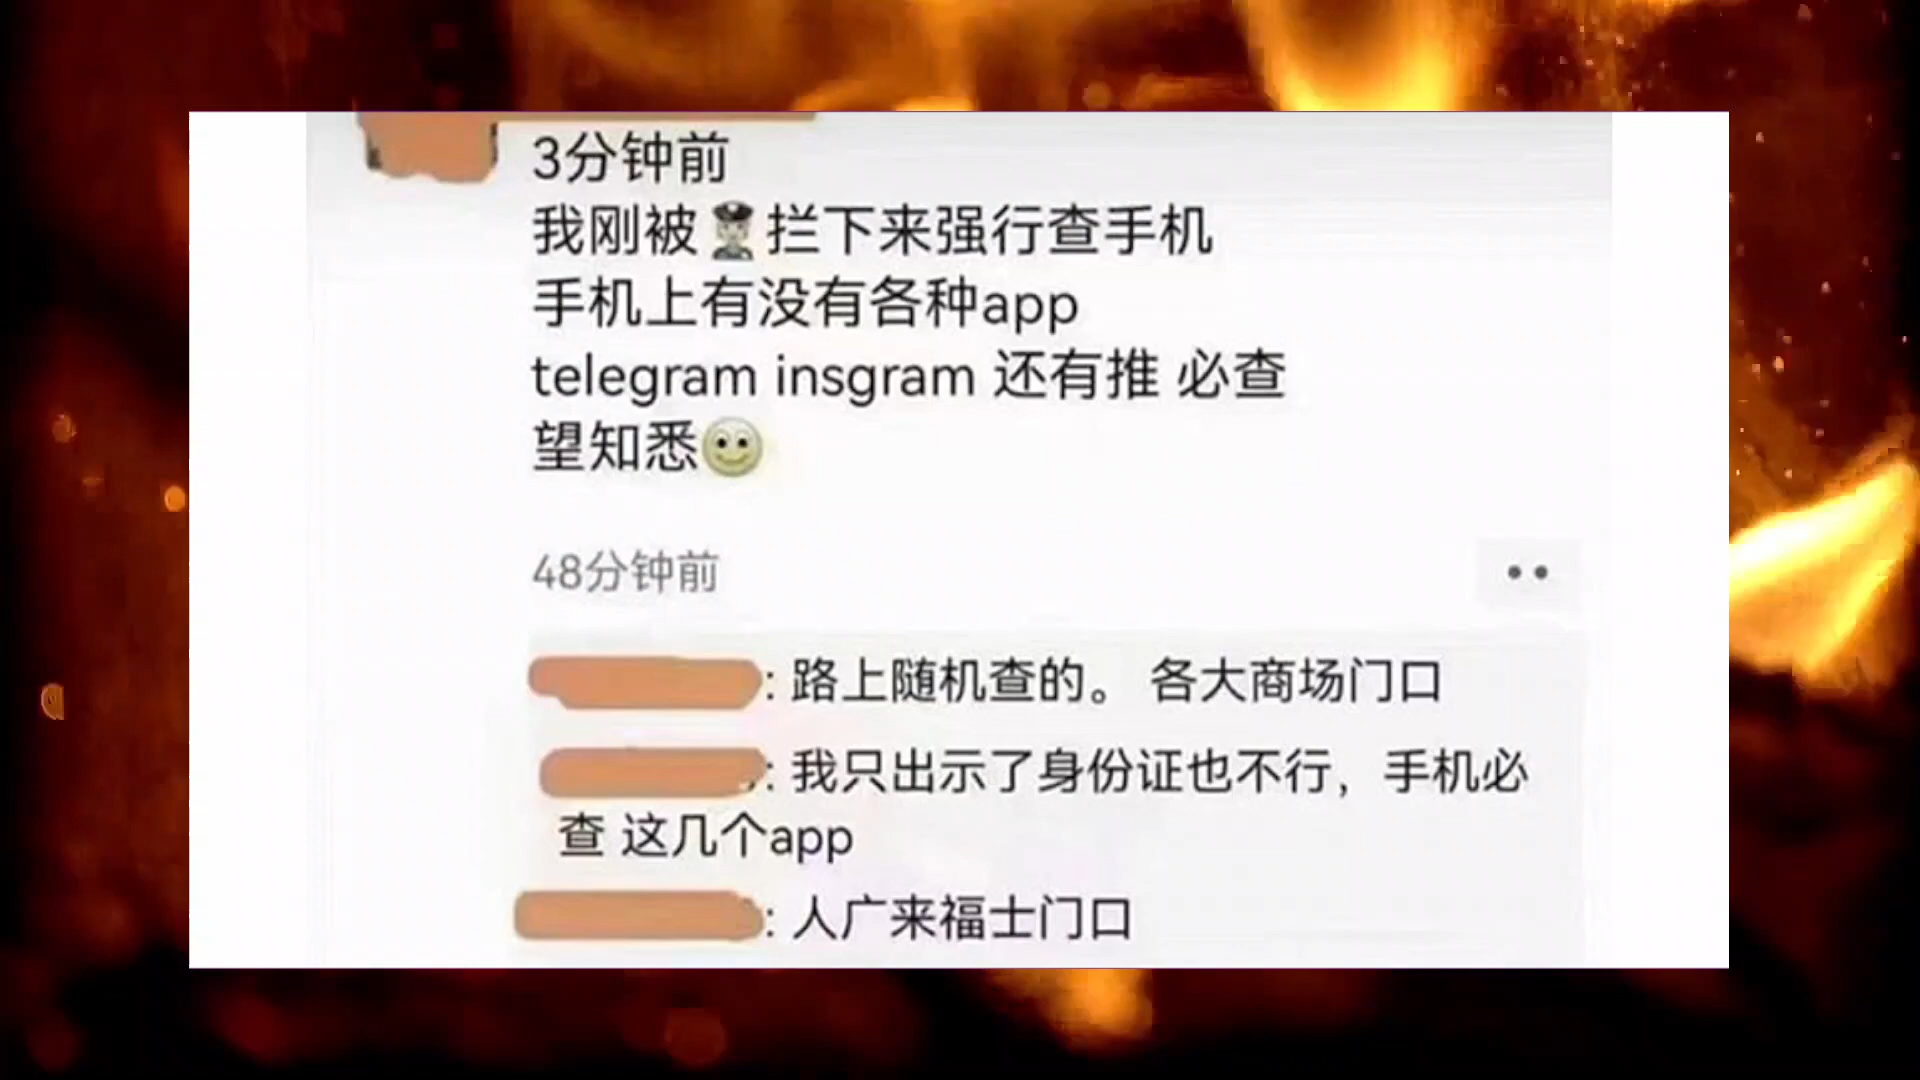 3分钟前
我刚被👮拦下来强行查手机
手机上有没有各种app
telegram insgram 还有推 必查
望知悉🙂
48分钟前
: 路上随机查的。 各大商场门口
: 我只出示了身份证也不行，手机必
查 这几个app
: 人广来福士门口